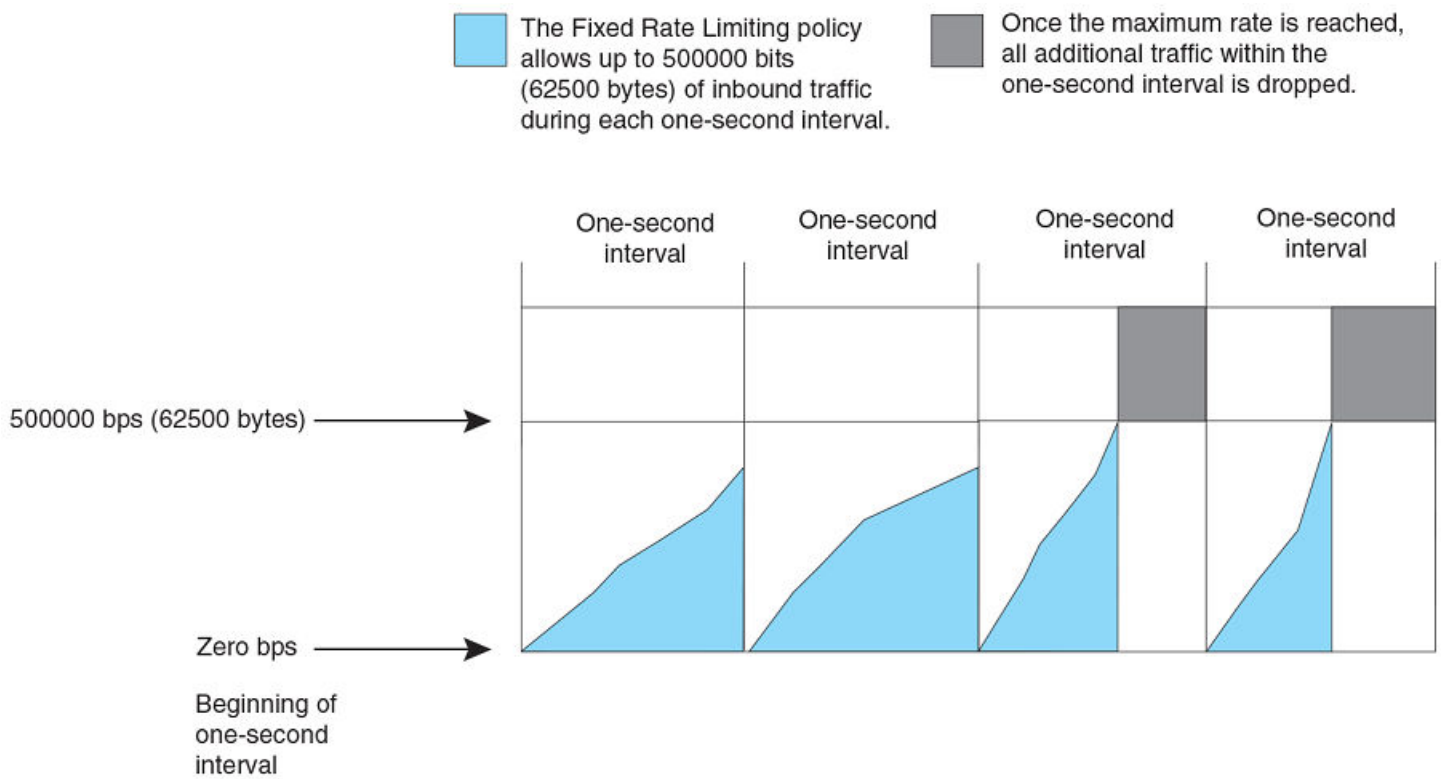 The Fixed Rate Limiting policy
allows up to 500000 bits
(62500 bytes) of inbound traffic
during each one-second interval.
Once the maximum rate is reached,
all additional traffic within the
one-second interval is dropped.
One-second
interval
One-second
interval
One-second
interval
One-second
interval
500000 bps (62500 bytes)
Zero bps
Beginning of
one-second
interval